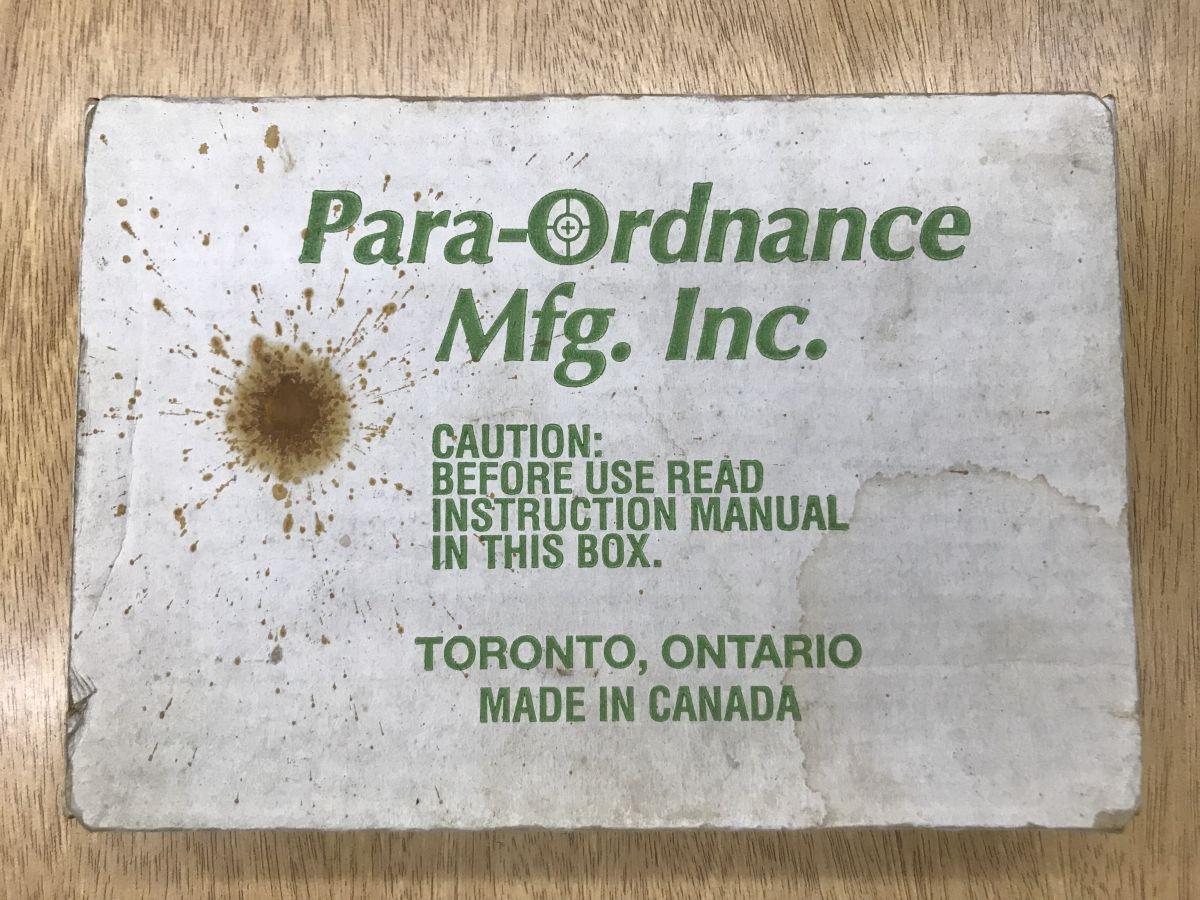 Para-Ordnance
Mfg. Inc.
CAUTION:
BEFORE USE READ
INSTRUCTION MANUAL
IN THIS BOX.
TORONTO, ONTARIO
MADE IN CANADA